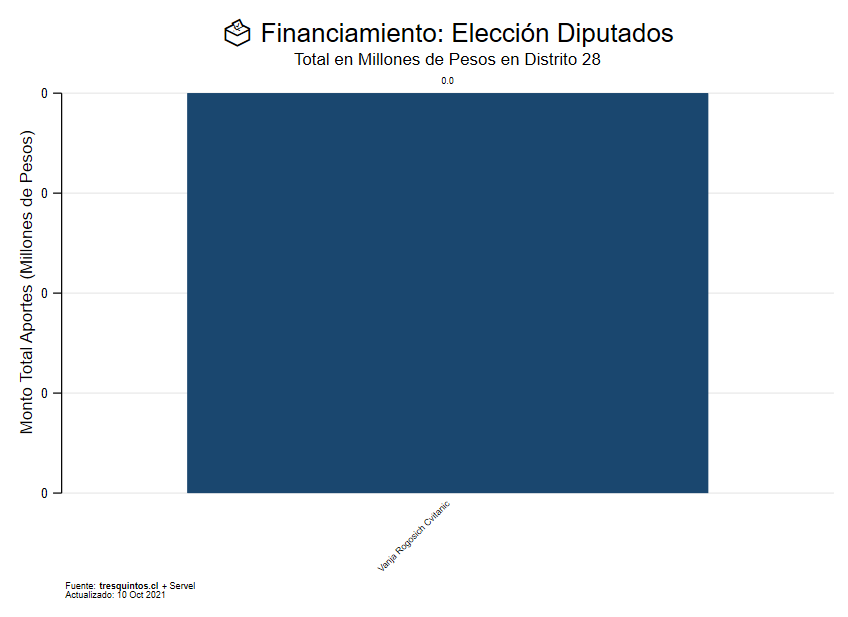 Financiamiento: Elección Diputados
Total en Millones de Pesos en Distrito 28
0.0
Monto Total Aportes (Millones de Pesos)
0
0
0
0
0
Vanja Rogosich Cvitanic
Fuente: tresquintos.cl + Servel
Actualizado: 10 Oct 2021